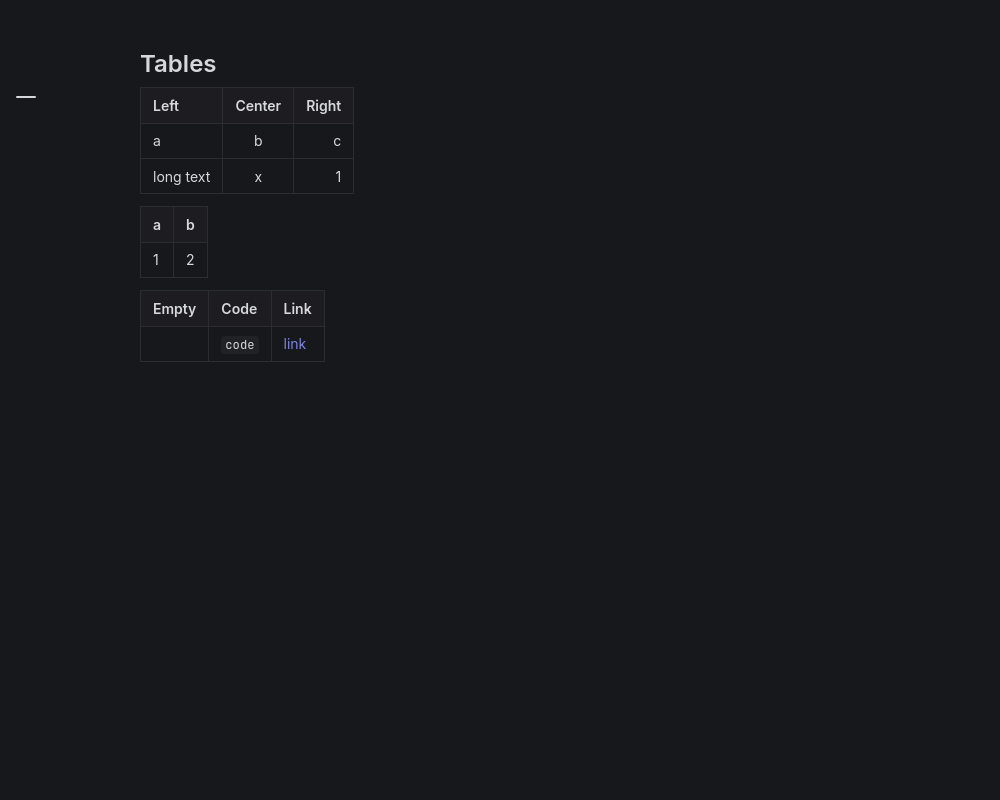 Tables
Left Center Right
a b c
long text x 1
a b
1 2
Empty Code Link
code link